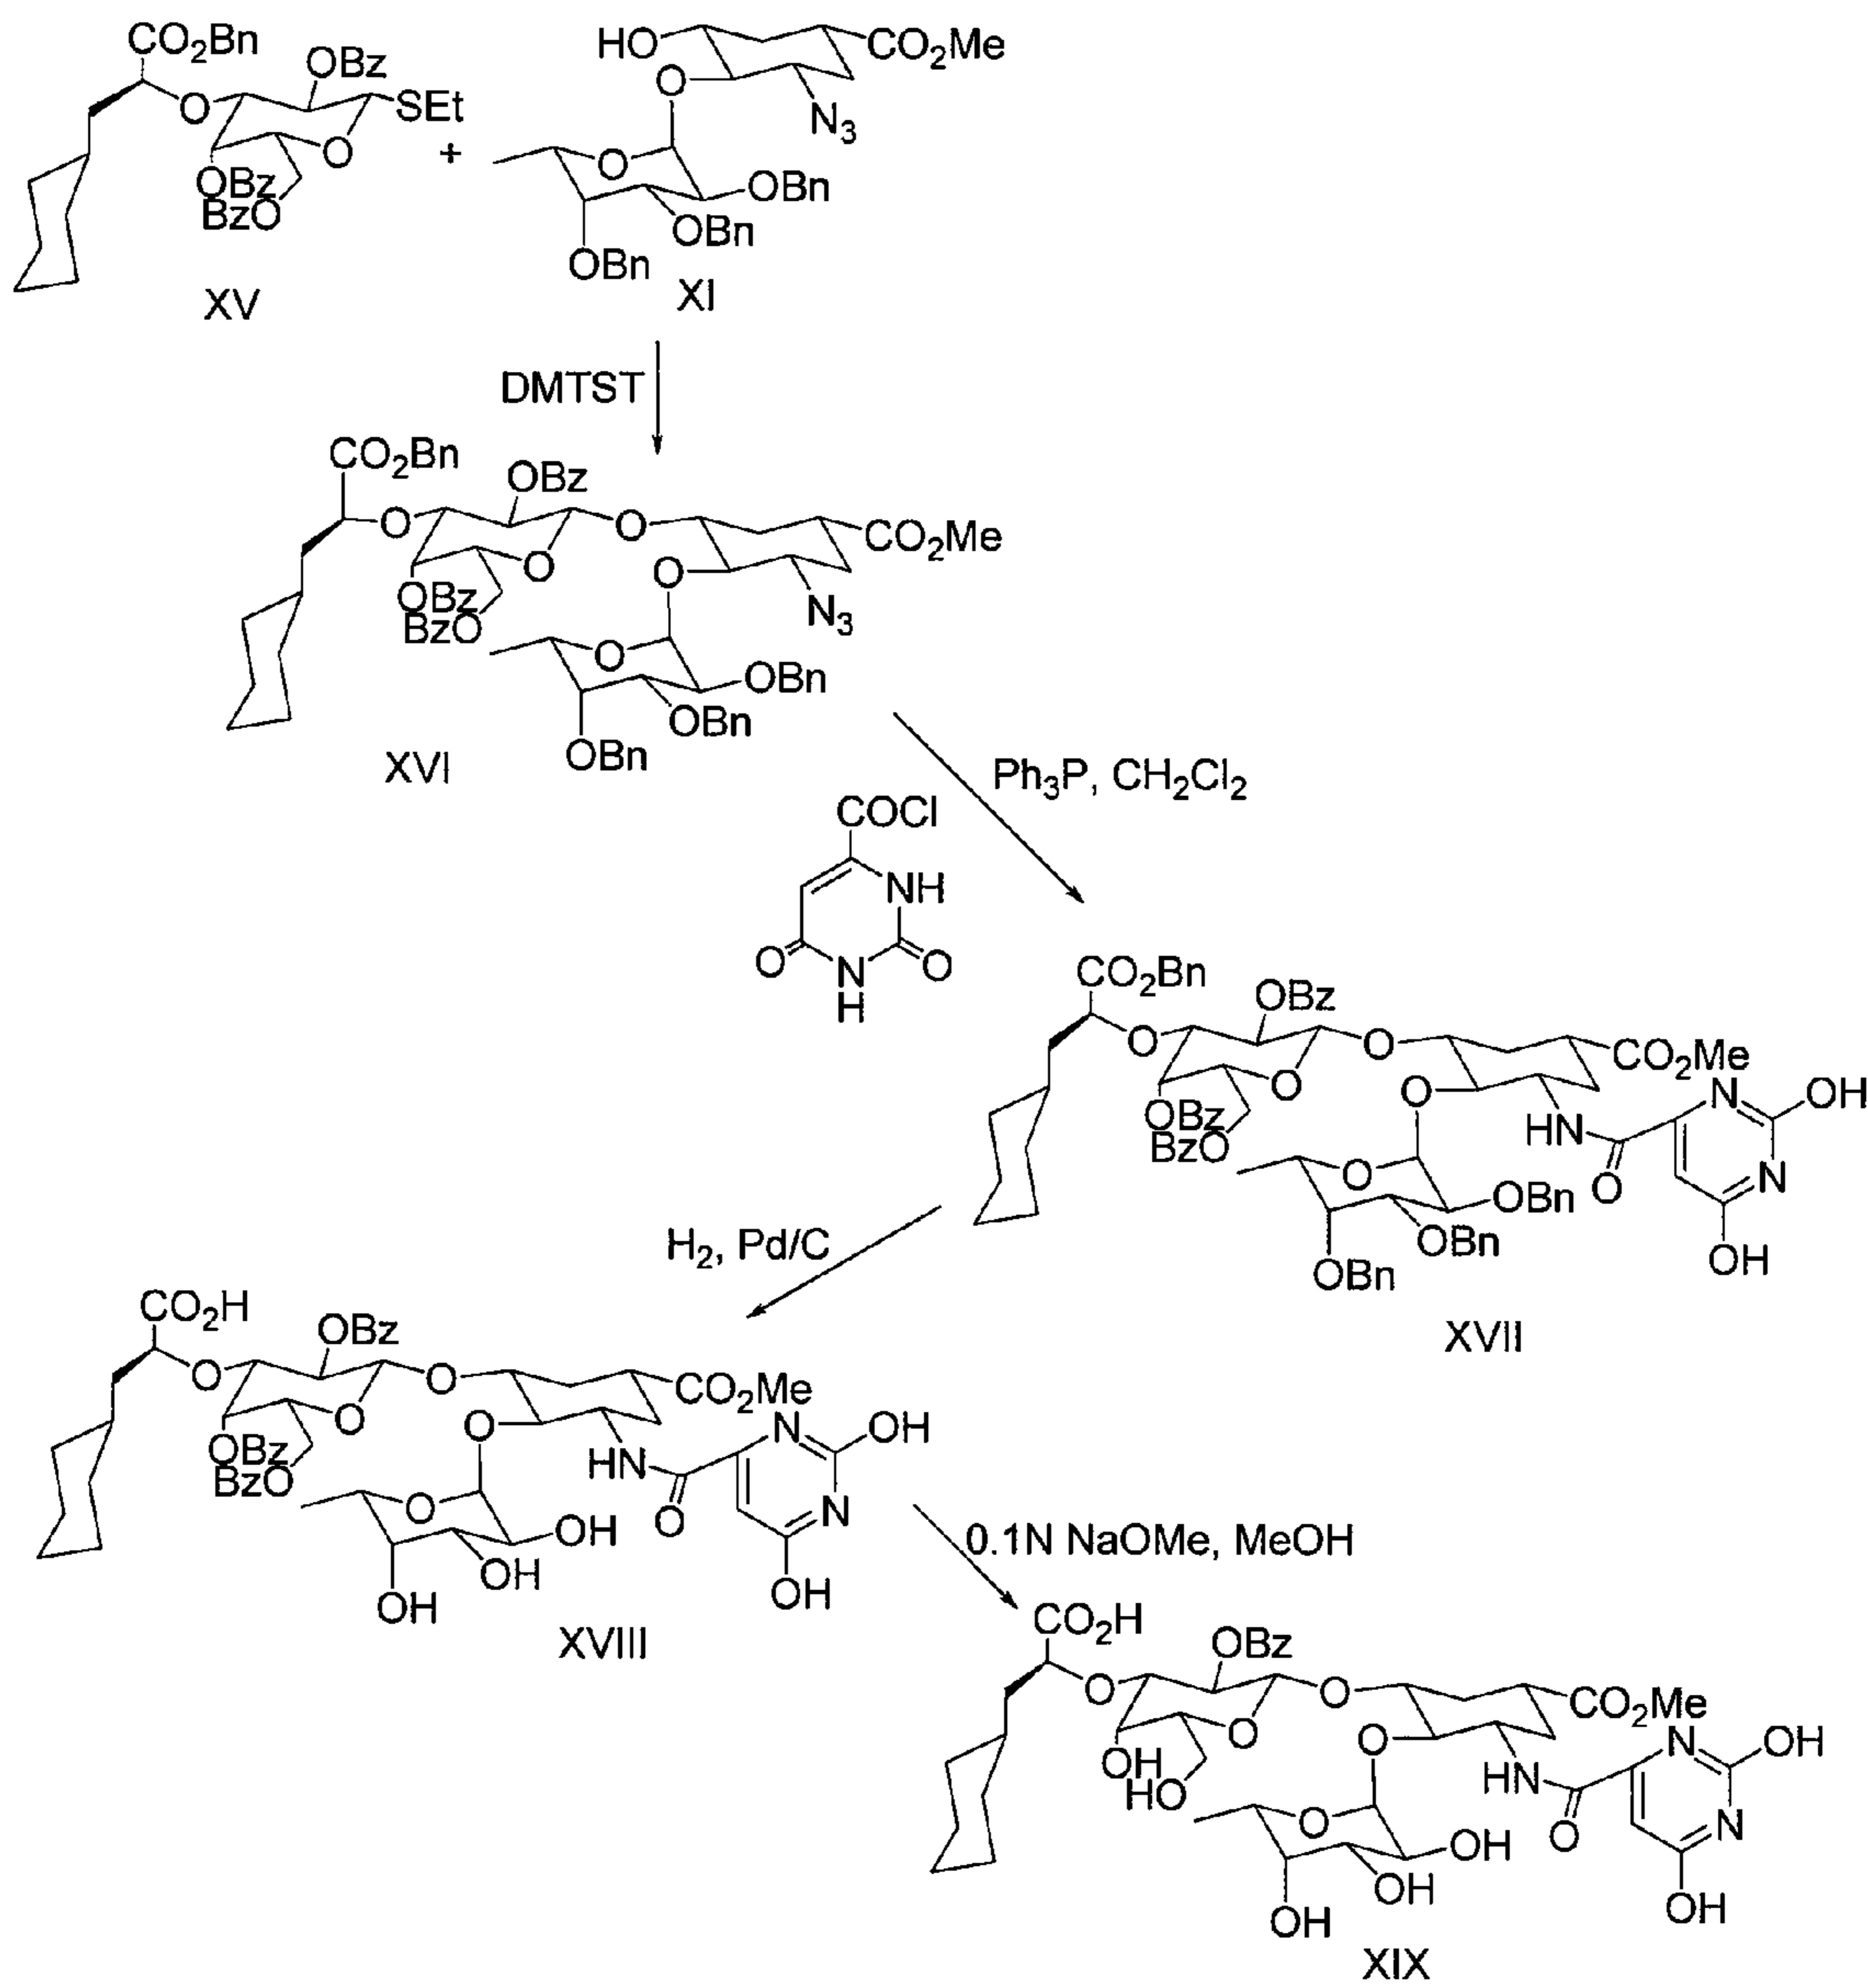 CO2Bn
OBz
O
SEt
O
OBz
BzO
XV
+
HO
CO2Me
O
N3
O
OBn
OBn
OBn
XI
DMTST
CO2Bn
OBz
O
O
CO2Me
O
O
OBz
BzO
N3
O
OBn
OBn
OBn
XVI
Ph3P, CH2Cl2
COCl
NH
O
N
H
O
CO2Bn
OBz
O
O
CO2Me
O
O
OBz
BzO
HN
O
N
OH
N
OH
O
OBn
OBn
OBn
XVII
H2, Pd/C
CO2H
OBz
O
O
CO2Me
O
O
OBz
BzO
HN
O
N
OH
N
OH
O
OH
OH
OH
XVIII
0.1N NaOMe, MeOH
CO2H
OBz
O
O
CO2Me
O
O
OH
HO
HN
O
N
OH
N
OH
O
OH
OH
OH
XIX